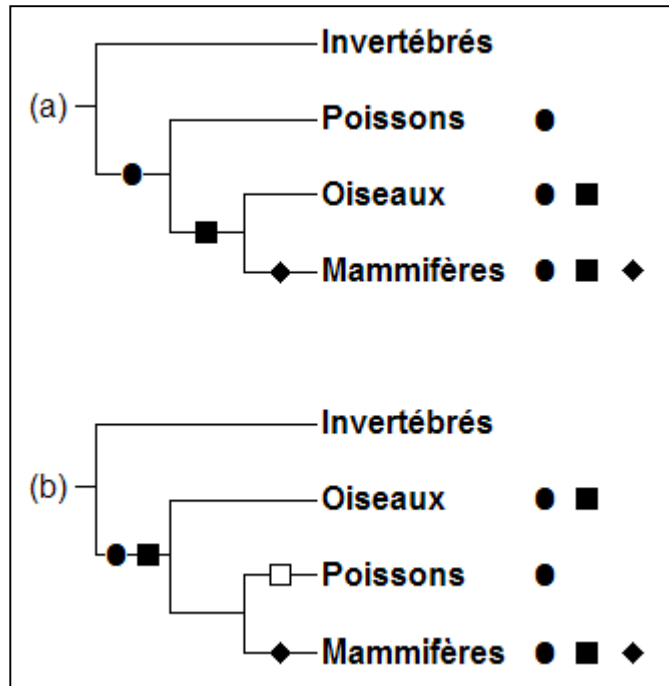 Invertébrés
(a)
Poissons
Oiseaux
Mammifères
Invertébrés
(b)
Oiseaux
Poissons
Mammifères